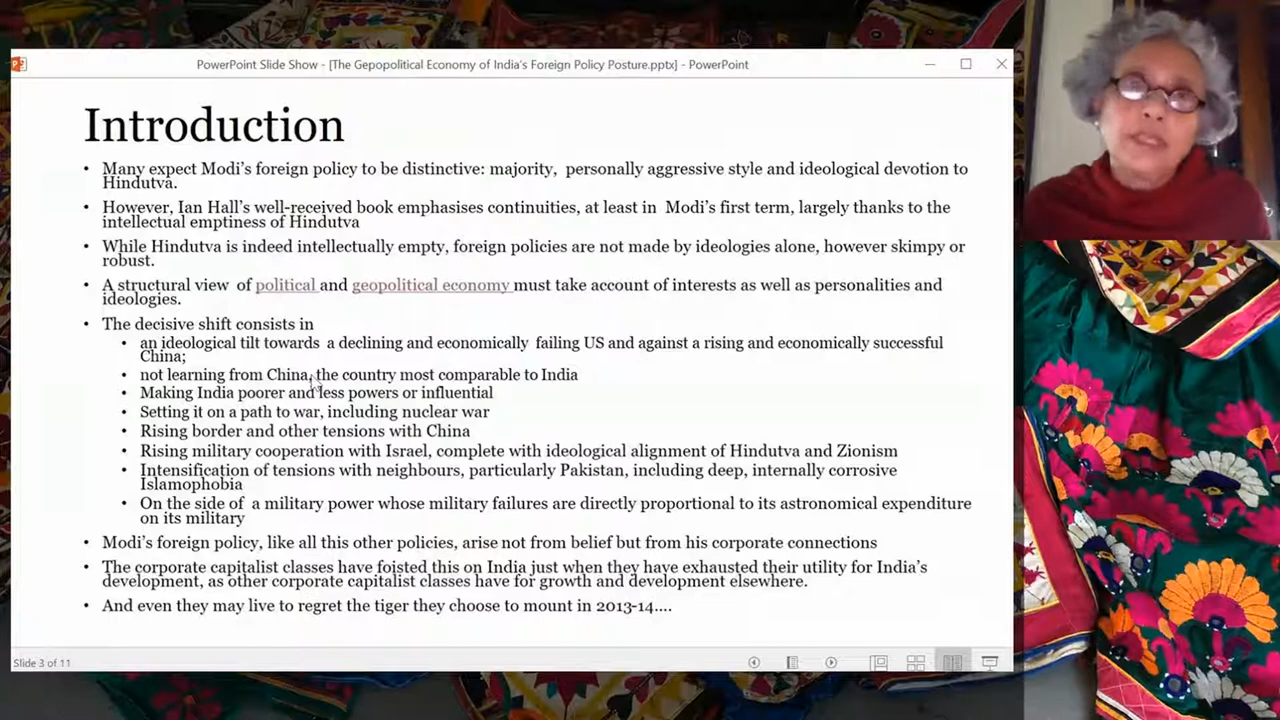 PowerPoint Slide Show - [The Gepopolitical Economy of India's Foreign Policy Posture.pptx] - PowerPoint
Introduction
• Many expect Modi's foreign policy to be distinctive: majority, personally aggressive style and ideological devotion to
Hindutva.
• However, Ian Hall's well-received book emphasises continuities, at least in Modi's first term, largely thanks to the
intellectual emptiness of Hindutva
• While Hindutva is indeed intellectually empty, foreign policies are not made by ideologies alone, however skimpy or
robust.
• A structural view of political and geopolitical economy must take account of interests as well as personalities and
ideologies.
• The decisive shift consists in
• an ideological tilt towards a declining and economically failing US and against a rising and economically successful
China;
• not learning from China, the country most comparable to India
• Making India poorer and less powers or influential
• Setting it on a path to war, including nuclear war
• Rising border and other tensions with China
• Rising military cooperation with Israel, complete with ideological alignment of Hindutva and Zionism
• Intensification of tensions with neighbours, particularly Pakistan, including deep, internally corrosive
Islamophobia
• On the side of a military power whose military failures are directly proportional to its astronomical expenditure
on its military
• Modi's foreign policy, like all this other policies, arise not from belief but from his corporate connections
• The corporate capitalist classes have foisted this on India just when they have exhausted their utility for India's
development, as other corporate capitalist classes have for growth and development elsewhere.
• And even they may live to regret the tiger they choose to mount in 2013-14....
Slide 3 of 11